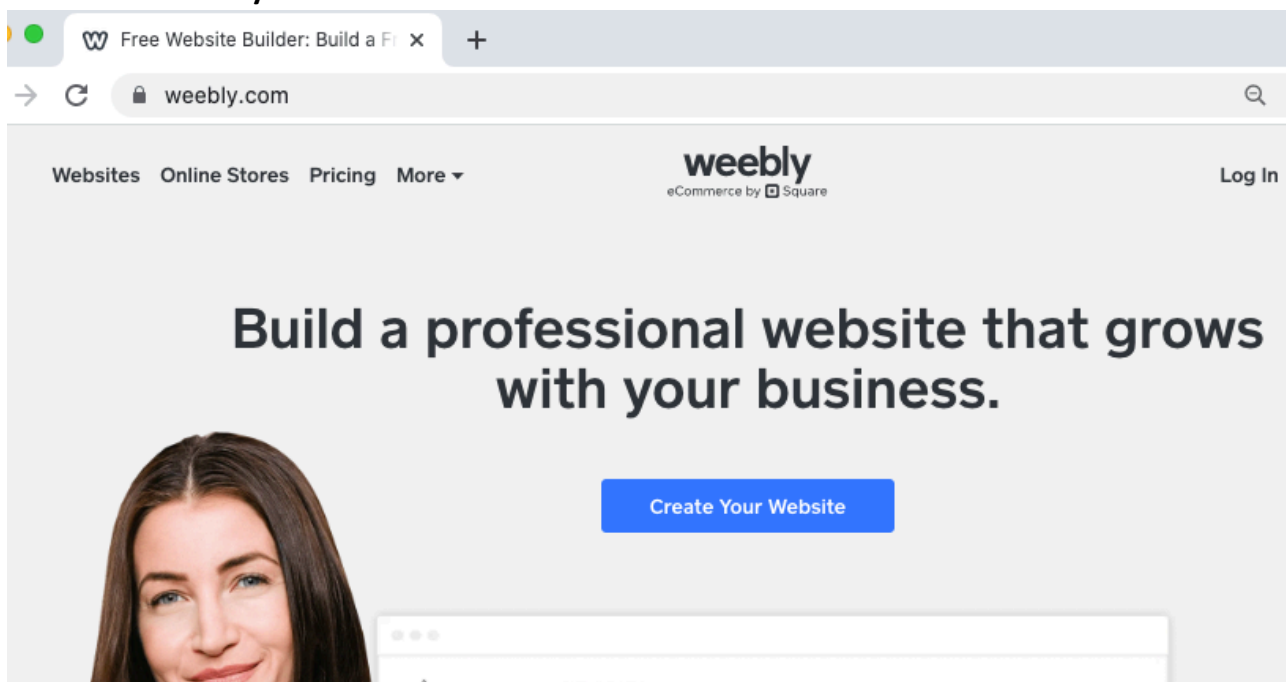 Free Website Builder: Build a Fr
weebly.com
Websites Online Stores Pricing More
weebly
eCommerce by Square
Log In
Build a professional website that grows
with your business.
Create Your Website